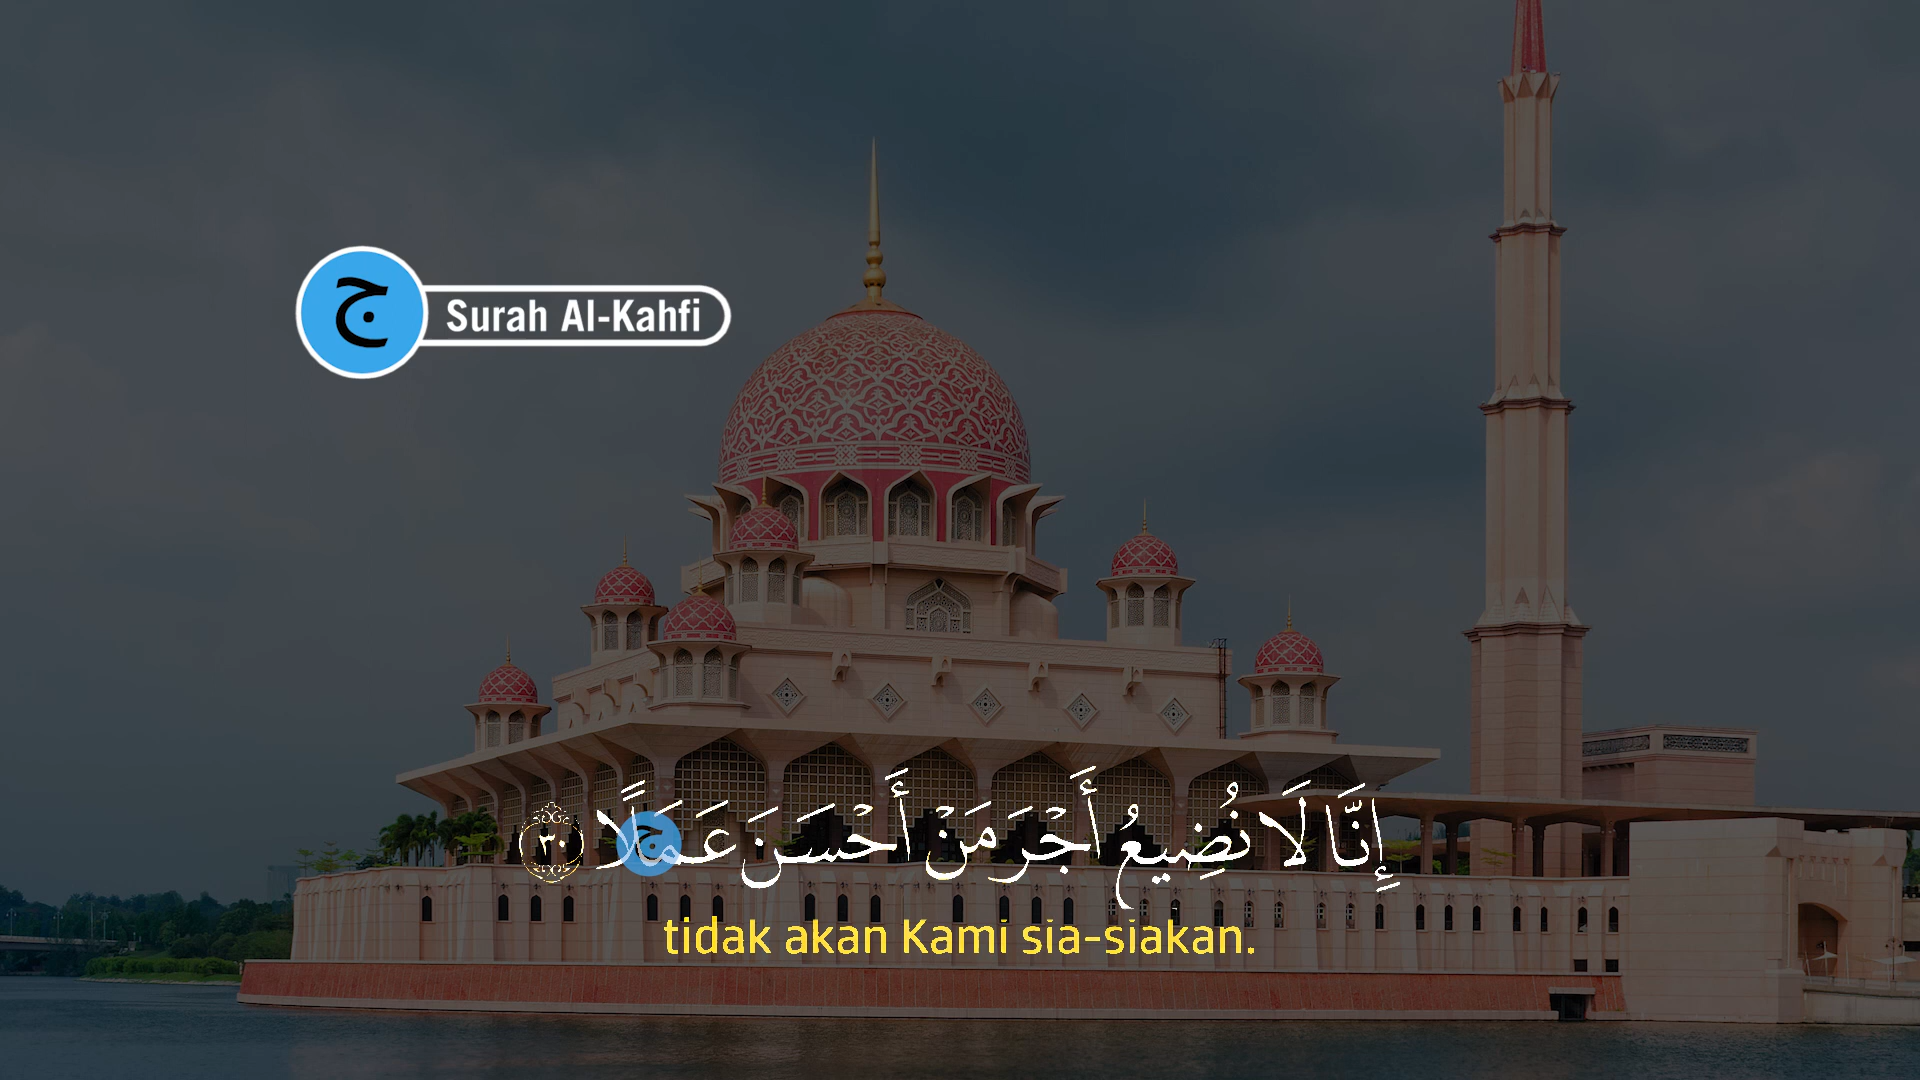 ج
Surah Al-Kahfi
إِنَّا لَا نُضِيعُ أَجْرَ مَنْ أَحْسَنَ عَمَلًا ٣٠
ج
tidak akan Kami sia-siakan.